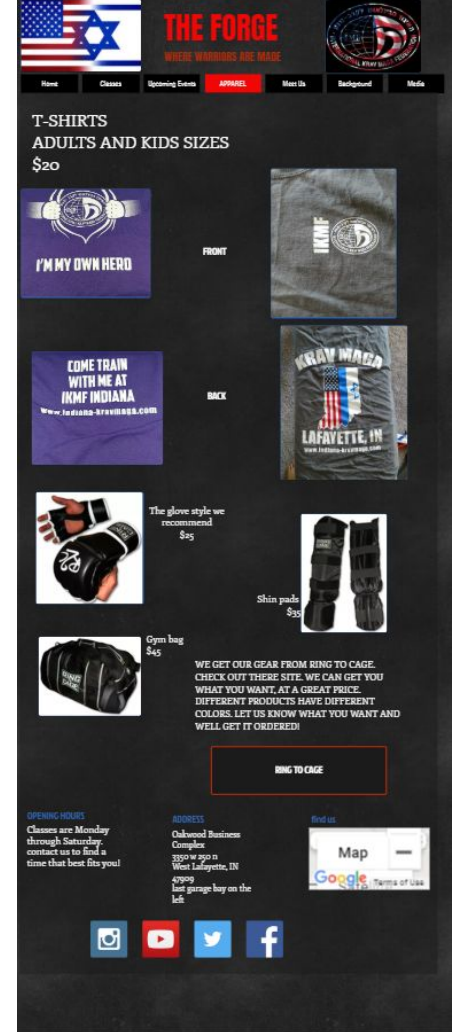 THE FORGE
WHERE WARRIORS ARE MADE
Home Classes Upcoming Events APPAREL Meet Us Background Media
T-SHIRTS
ADULTS AND KIDS SIZES
$20
I'M MY OWN HERO
FRONT
IKMF
COME TRAIN
WITH ME AT
IKMF INDIANA
www.indiana-kravmaga.com
BACK
KRAV MAGA
LAFAYETTE, IN
www.indiana-kravmaga.com
The glove style we
recommend
$25
Shin pads
$35
Gym bag
$45
RING
CAGE
WE GET OUR GEAR FROM RING TO CAGE.
CHECK OUT THERE SITE. WE CAN GET YOU
WHAT YOU WANT, AT A GREAT PRICE.
DIFFERENT PRODUCTS HAVE DIFFERENT
COLORS. LET US KNOW WHAT YOU WANT AND
WELL GET IT ORDERED!
RING TO CAGE
OPENING HOURS
Classes are Monday
through Saturday.
contact us to find a
time that best fits you!
ADDRESS
Oakwood Business
Complex
3350 w 250 n
West Lafayette, IN
47909
last garage bay on the
left
find us
Map
Google Terms of Use